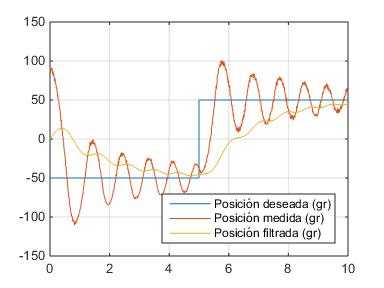 150
100
50
0
-50
-100
-150
0 2 4 6 8 10
Posición deseada (gr)
Posición medida (gr)
Posición filtrada (gr)